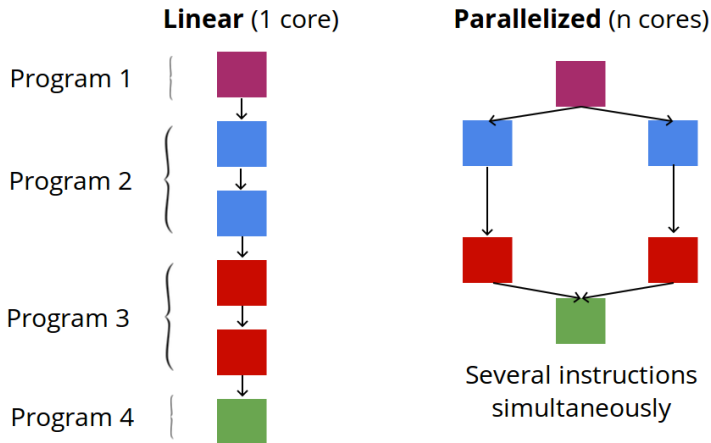 Linear (1 core)
Program 1
Program 2
Program 3
Program 4
Parallelized (n cores)
Several instructions
simultaneously